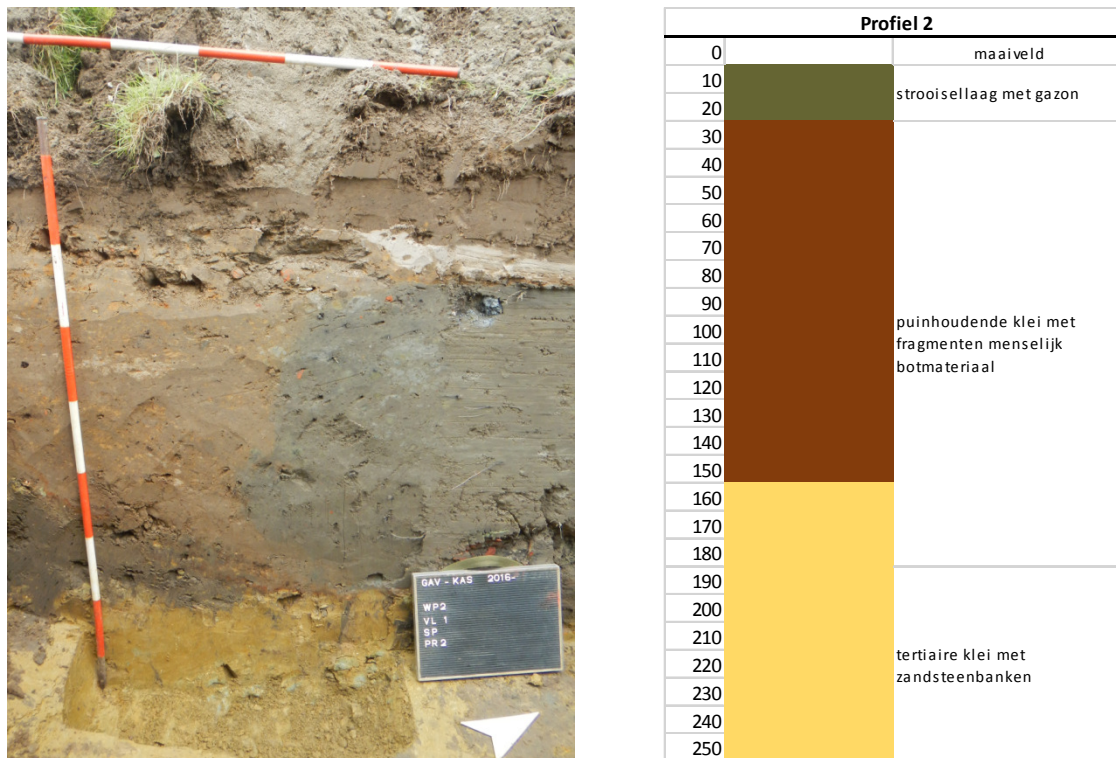 GAV - KAS 2016-
WP2
VL 1
SP
PR2
Profiel 2
0 maaiveld
10
20
strooisellaag met gazon
30
40
50
60
70
80
90
100
110
120
130
140
150
160
170
180
puinhoudende klei met
fragmenten menselijk
botmateriaal
190
200
210
220
230
240
250
tertiaire klei met
zandsteenbanken